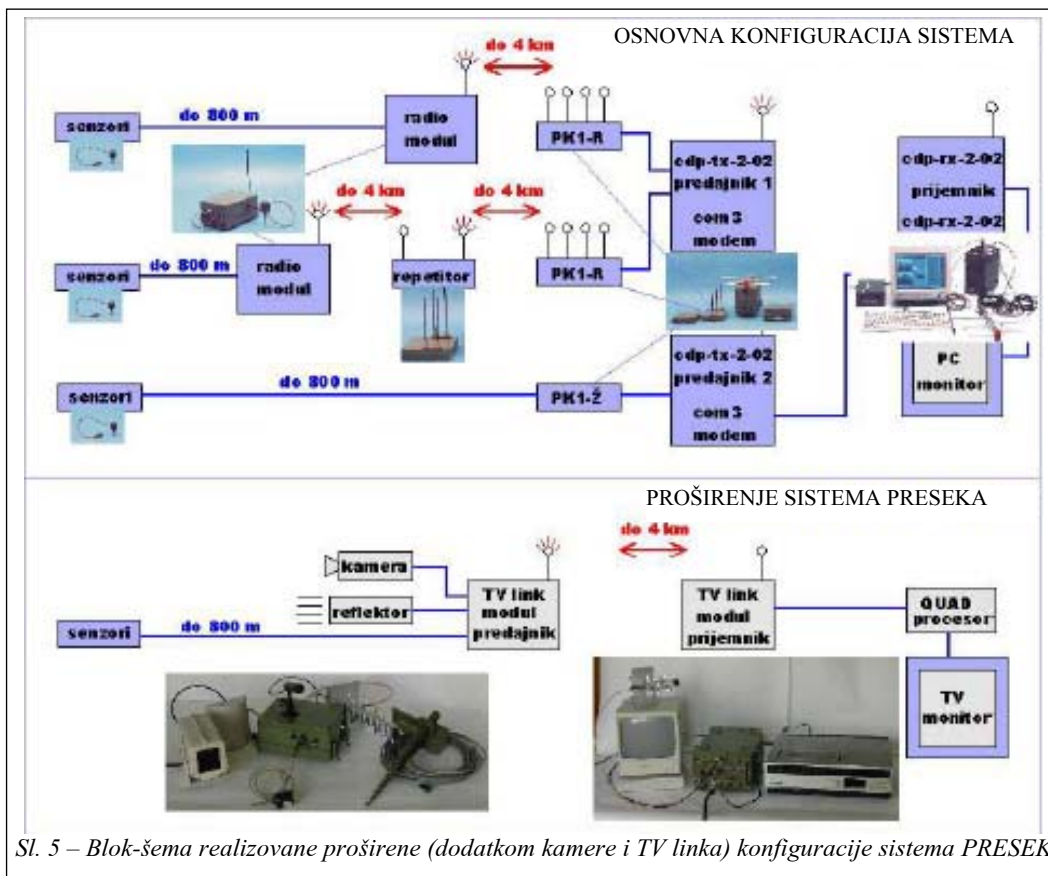 OSNOVNA KONFIGURACIJA SISTEMA
do 4 km
senzori
do 800 m
radio
modul
PK1-R
cdp-tx-2-02
predajnik 1
com 3
modem
cdp-rx-2-02
prijemnik
cdp-rx-2-02
do 4 km
do 4 km
senzori
do 800 m
radio
modul
repetitor
PK1-R
senzori
do 800 m
PK1-Ž
cdp-tx-2-02
predajnik 2
com 3
modem
PC
monitor
PROŠIRENJE SISTEMA PRESEKA
do 4 km
kamera
reflektor
senzori
do 800 m
TV link
modul
predajnik
TV link
modul
prijemnik
QUAD
procesor
TV
monitor
Sl. 5 – Blok-šema realizovane proširene (dodatkom kamere i TV linka) konfiguracije sistema PRESEK